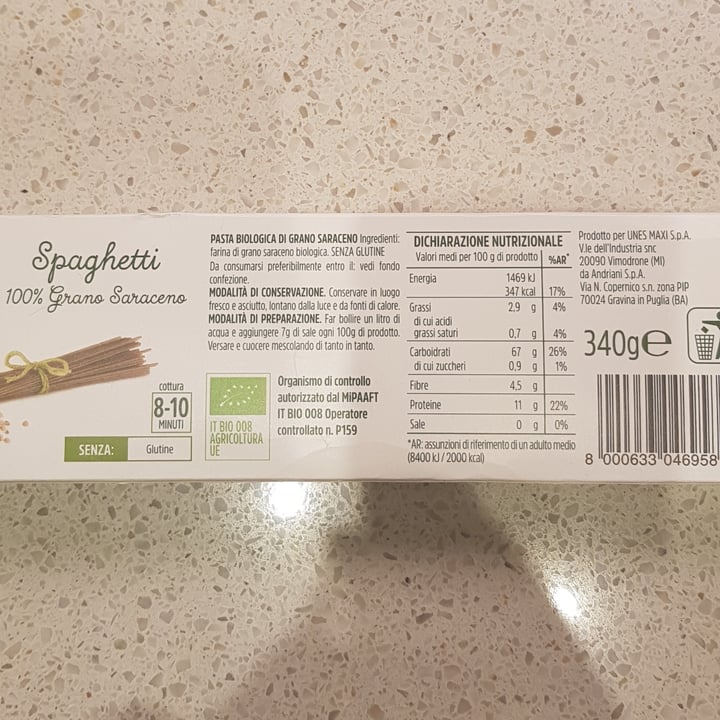 Spaghetti
100% Grano Saraceno
cottura
8-10
MINUTI
SENZA: Glutine
PASTA BIOLOGICA DI GRANO SARACENO Ingredienti:
farina di grano saraceno biologica. SENZA GLUTINE
Da consumarsi preferibilmente entro il: vedi fondo
confezione.
MODALITÀ DI CONSERVAZIONE. Conservare in luogo
fresco e asciutto, lontano dalla luce e da fonti di calore.
MODALITÀ DI PREPARAZIONE. Far bollire un litro di
acqua e aggiungere 7g di sale ogni 100g di prodotto.
Versare e cuocere mescolando di tanto in tanto.
IT BIO 008
AGRICOLTURA
UE
Organismo di controllo
autorizzato dal MiPAAFT
IT BIO 008 Operatore
controllato n. P159
DICHIARAZIONE NUTRIZIONALE
Valori medi per 100 g di prodotto %AR*
Energia 1469 kJ
347 kcal 17%
Grassi 2,9 g 4%
di cui acidi
grassi saturi 0,7 g 4%
Carboidrati 67 g 26%
di cui zuccheri 0,9 g 1%
Fibre 4,5 g
Proteine 11 g 22%
Sale 0 g 0%
*AR: assunzioni di riferimento di un adulto medio
(8400 kJ / 2000 kcal)
Prodotto per UNES MAXI S.p.A.
V.le dell'Industria snc
20090 Vimodrone (MI)
da Andriani S.p.A.
Via N. Copernico s.n. zona PIP
70024 Gravina in Puglia (BA)
340g e
8 000633 046958